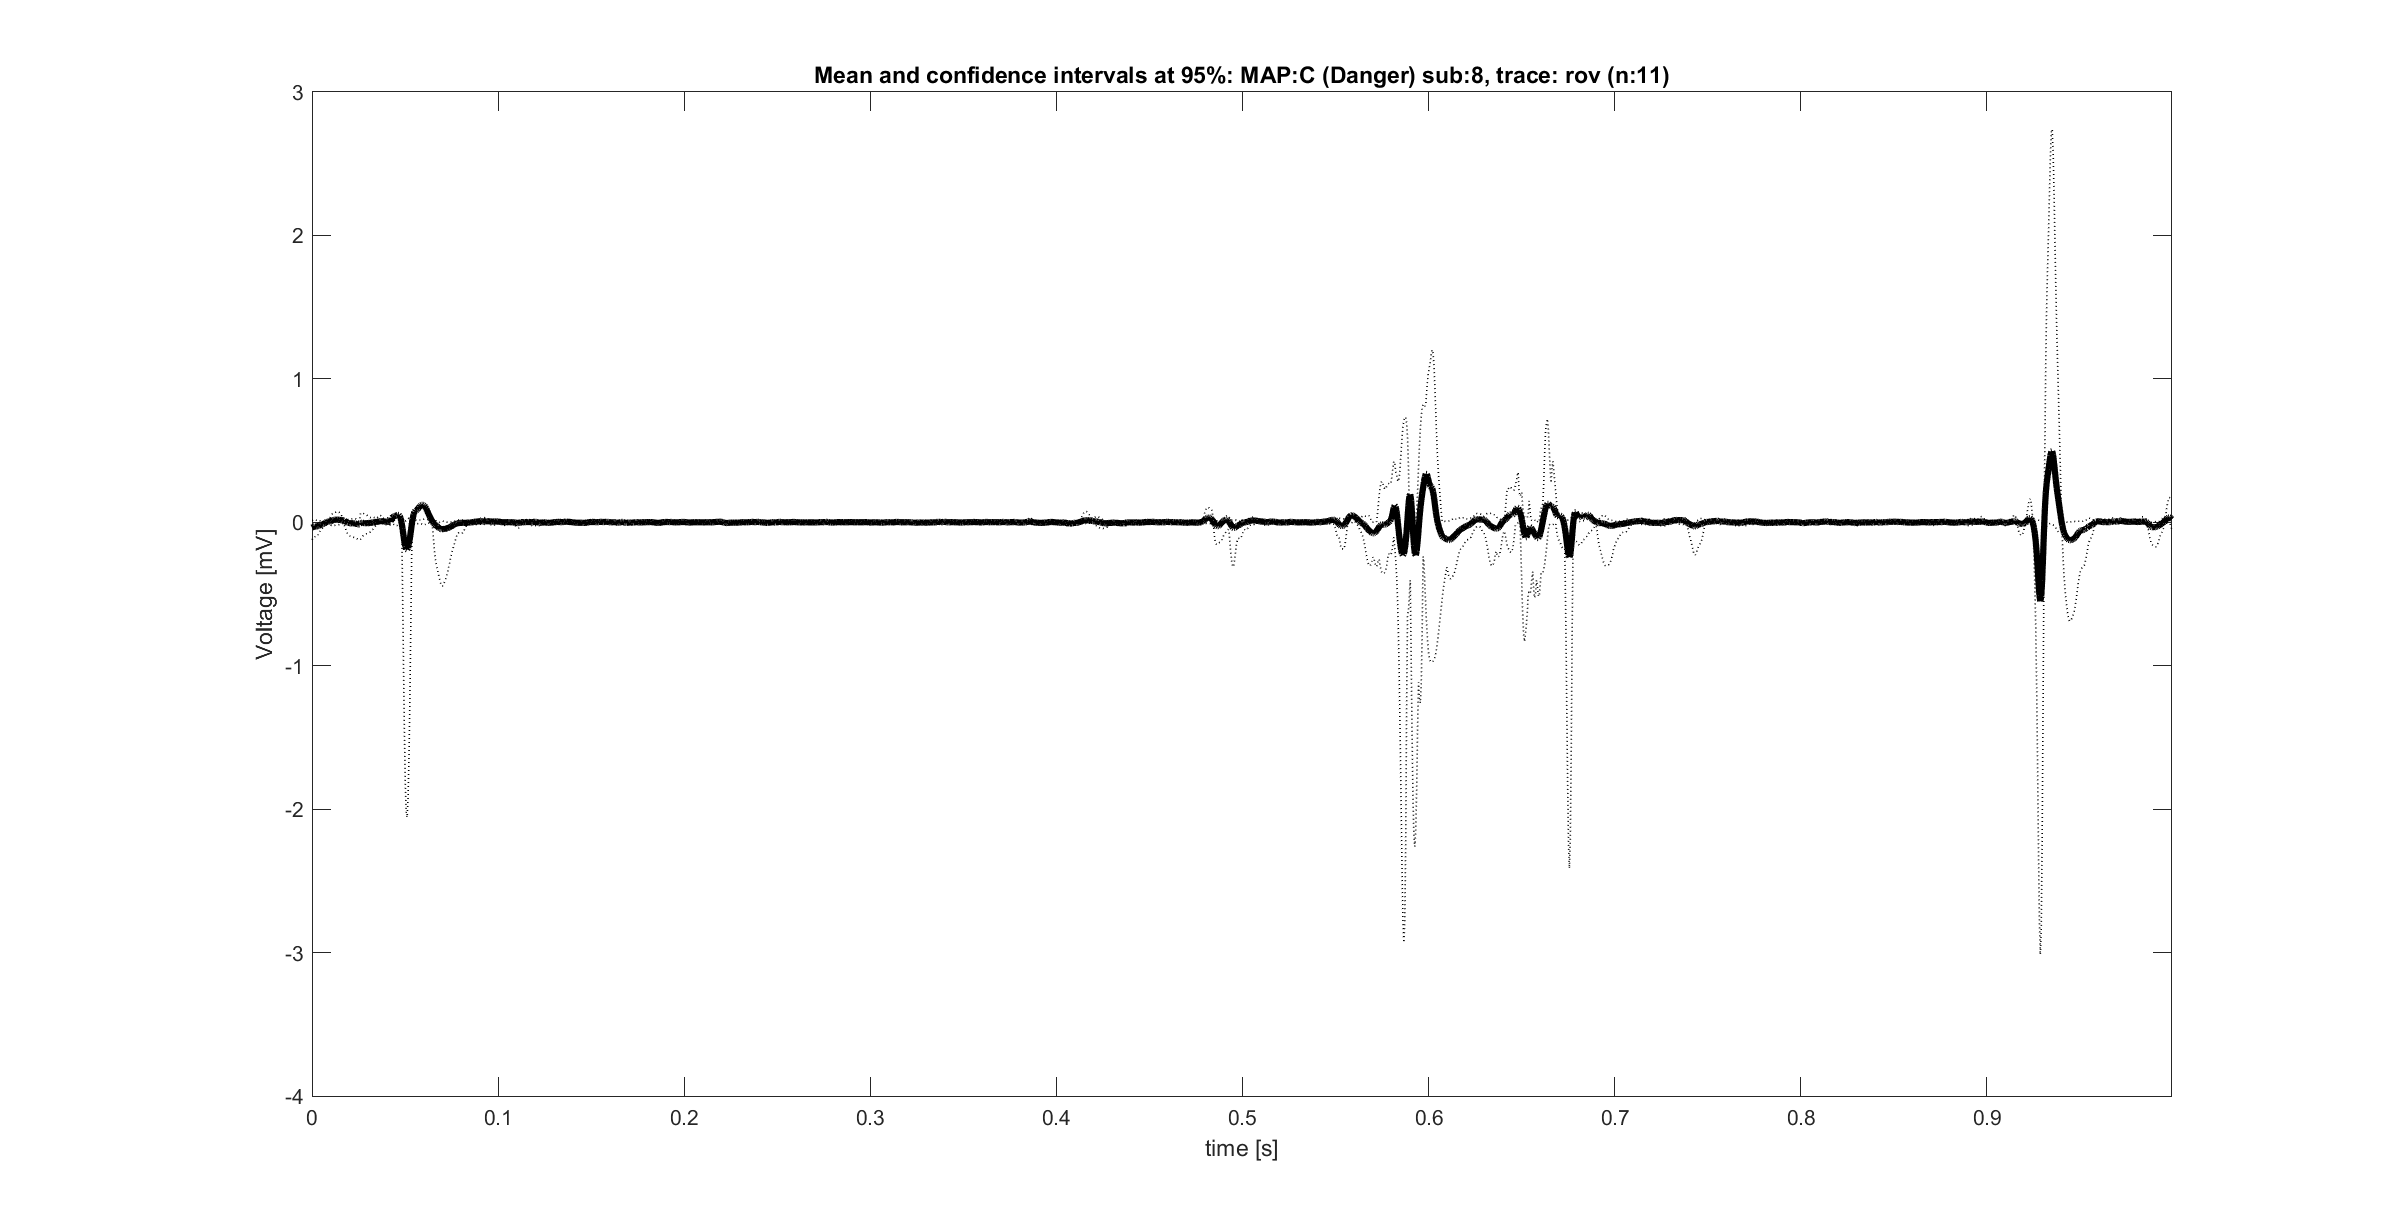 Mean and confidence intervals at 95%: MAP:C (Danger) sub:8, trace: rov (n:11)
3
2
1
0
-1
-2
-3
-4
Voltage [mV]
0 0.1 0.2 0.3 0.4 0.5 0.6 0.7 0.8 0.9
time [s]